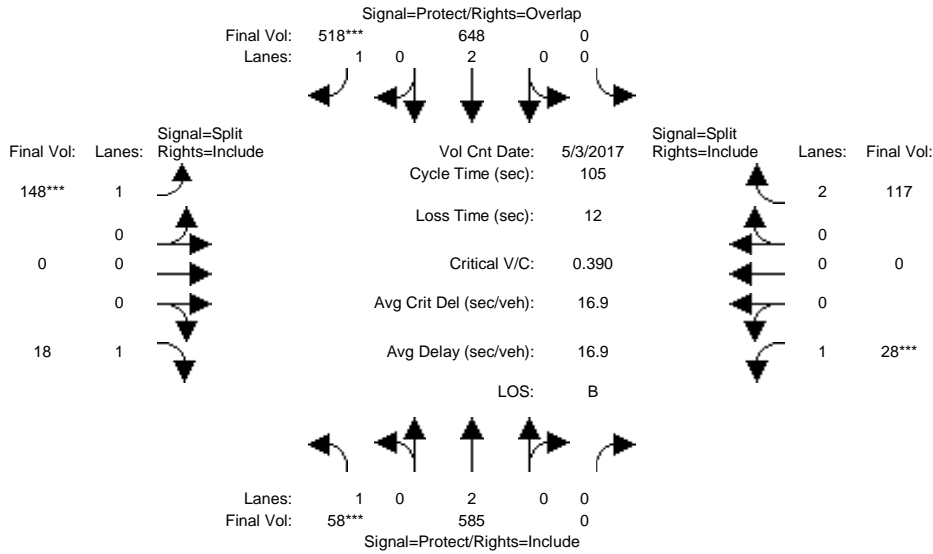 Signal=Protect/Rights=Overlap
Final Vol: 518*** 648 0
Lanes: 1 0 2 0 0
Signal=Split Signal=Split
Final Vol: Lanes: Rights=Include Vol Cnt Date: 5/3/2017 Rights=Include Lanes: Final Vol:
Cycle Time (sec): 105
148*** 1 2 117
Loss Time (sec): 12
0 0
0 0 Critical V/C: 0.390 0 0
0 Avg Crit Del (sec/veh): 16.9 0
18 1 Avg Delay (sec/veh): 16.9 1 28***
LOS: B
Lanes: 1 0 2 0 0
Final Vol: 58*** 585 0
Signal=Protect/Rights=Include